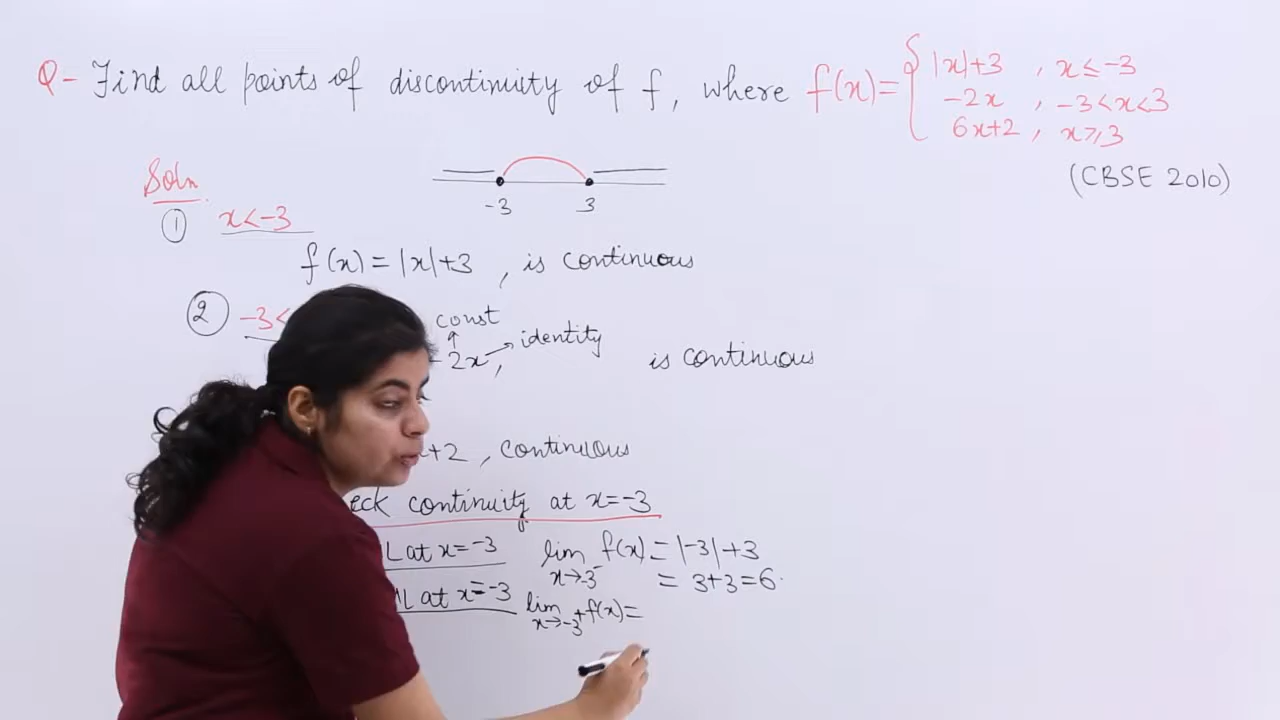 Q- Find all points of discontinuity of f, where f(x)= { |x|+3 , x≤-3
-2x , -3<x<3
6x+2 , x≥3
(CBSE 2010)
Soln
-3 3
① x<-3
f(x) = |x|+3 , is continuous
② -3<
const
-2x, identity is continuous
x+2 , continuous
eck continuity at x=-3
L at x=-3 lim x→-3⁻ f(x) = |-3|+3
= 3+3=6.
L at x=-3 lim x→-3⁺ f(x)=